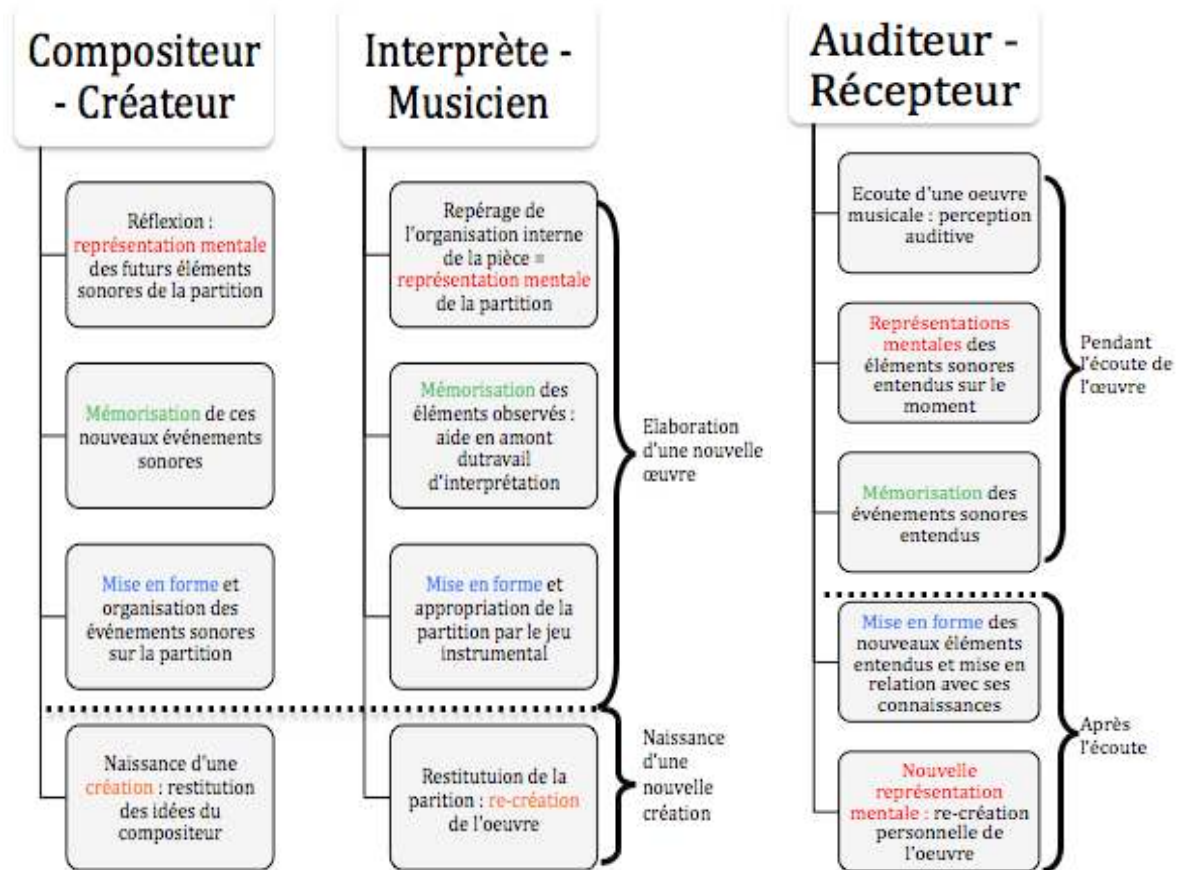 Compositeur
- Créateur
Réflexion :
représentation mentale
des futurs éléments
sonores de la partition
Mémorisation de ces
nouveaux événements
sonores
Mise en forme et
organisation des
événements sonores
sur la partition
Naissance d'une
création : restitution
des idées du
compositeur
Interprète -
Musicien
Repérage de
l'organisation interne
de la pièce =
représentation mentale
de la partition
Mémorisation des
éléments observés :
aide en amont
dutravail
d'interprétation
Mise en forme et
appropriation de la
partition par le jeu
instrumental
Restitutuion de la
parition : re-création
de l'oeuvre
Elaboration
d'une nouvelle
œuvre
Naissance
d'une
nouvelle
création
Auditeur -
Récepteur
Ecoute d'une oeuvre
musicale : perception
auditive
Représentations
mentales des
éléments sonores
entendus sur le
moment
Mémorisation des
événements sonores
entendus
Mise en forme des
nouveaux éléments
entendus et mise en
relation avec ses
connaissances
Nouvelle
représentation
mentale : re-création
personnelle de
l'oeuvre
Pendant
l'écoute de
l'œuvre
Après
l'écoute